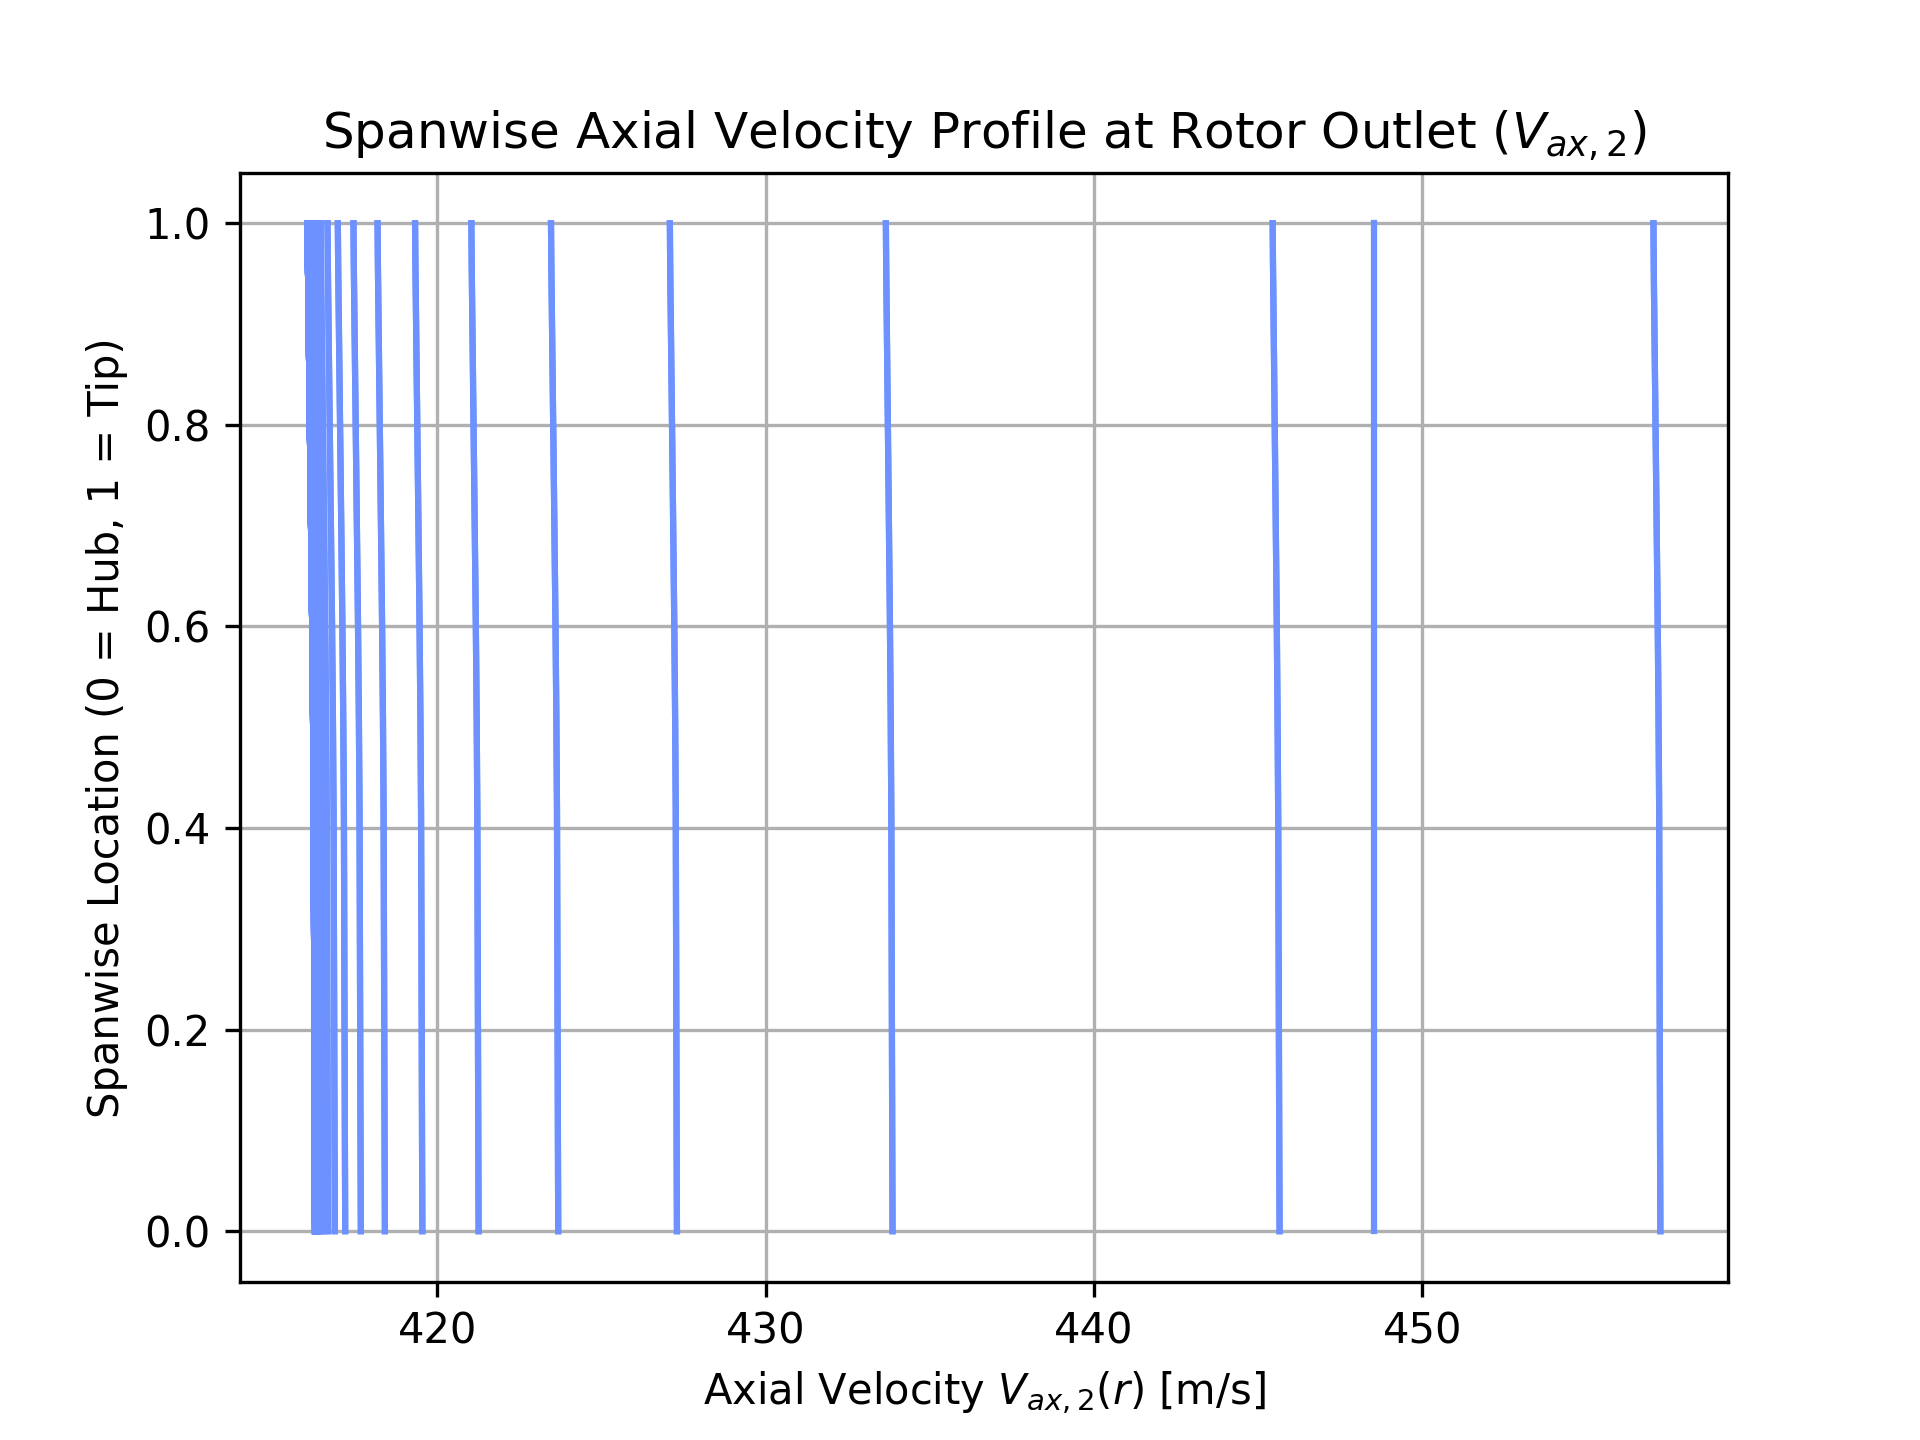 Spanwise Axial Velocity Profile at Rotor Outlet (V_{ax, 2})
1.0
0.8
0.6
0.4
0.2
0.0
Spanwise Location (0 = Hub, 1 = Tip)
420 430 440 450
Axial Velocity V_{ax, 2}(r) [m/s]